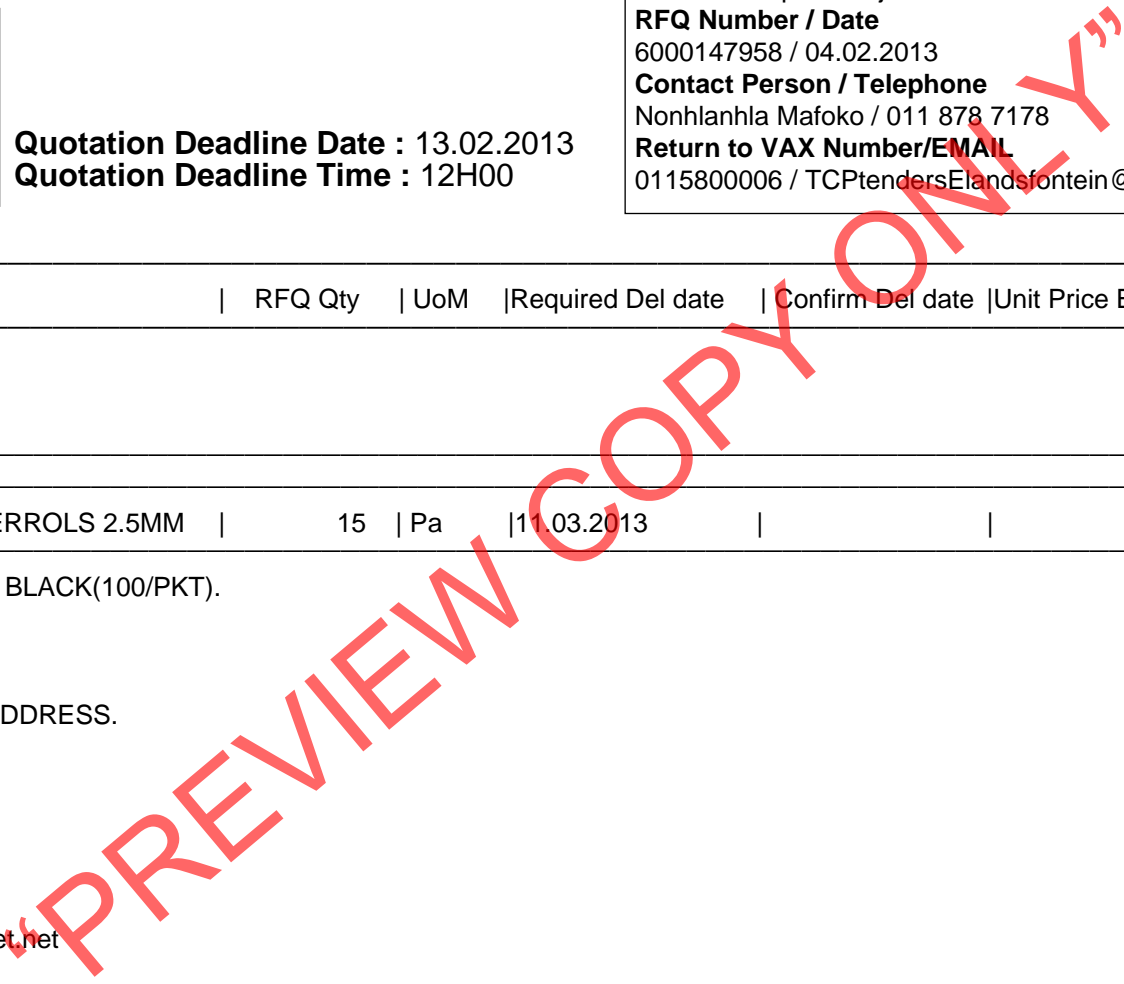 RFQ Number / Date
6000147958 / 04.02.2013
Contact Person / Telephone
Nonhlanhla Mafoko / 011 878 7178
Quotation Deadline Date : 13.02.2013
Return to VAX Number/EMAIL
Quotation Deadline Time : 12H00
0115800006 / TCPtendersElandsfontein@
| RFQ Qty | UoM |Required Del date | Confirm Del date |Unit Price E
ERROLS 2.5MM | 15 | Pa |11.03.2013 | |
BLACK(100/PKT).
DDRESS.
et.net
“PREVIEW COPY ONLY”